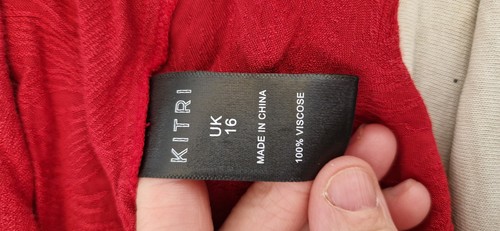 KITRI
UK
16
MADE IN CHINA
100% VISCOSE